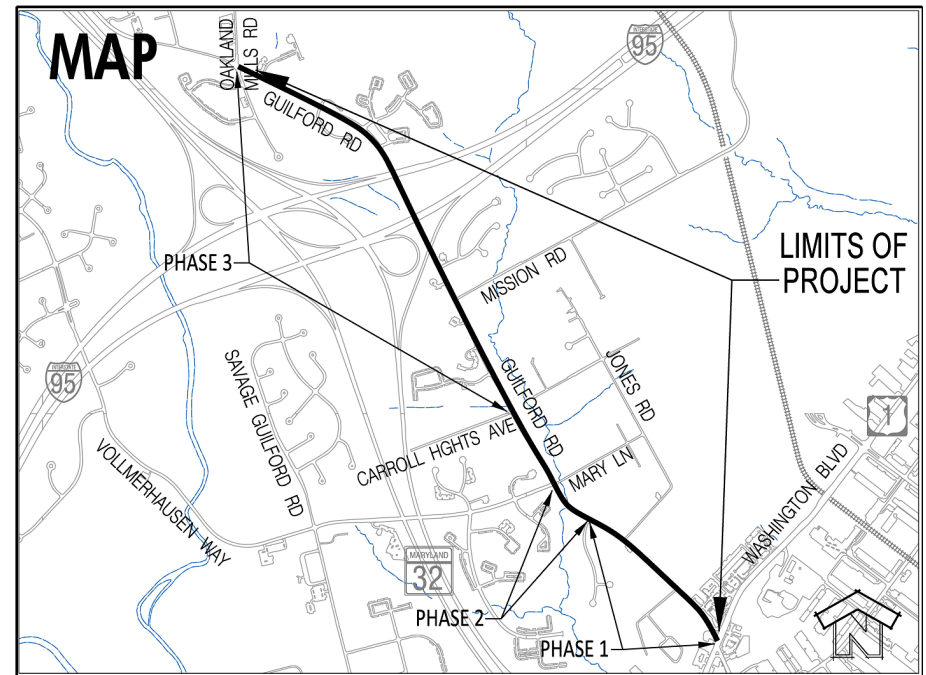 MAP
OAKLAND
MILLS RD
INTERSTATE
95
GUILFORD RD
LIMITS OF
PROJECT
PHASE 3
MISSION RD
INTERSTATE
95
SAVAGE GUILFORD RD
GUILFORD RD
JONES RD
1
CARROLL HGHTS AVE
MARY LN
VOLLMERHAUSEN WAY
WASHINGTON BLVD
MARYLAND
32
PHASE 2
PHASE 1
N